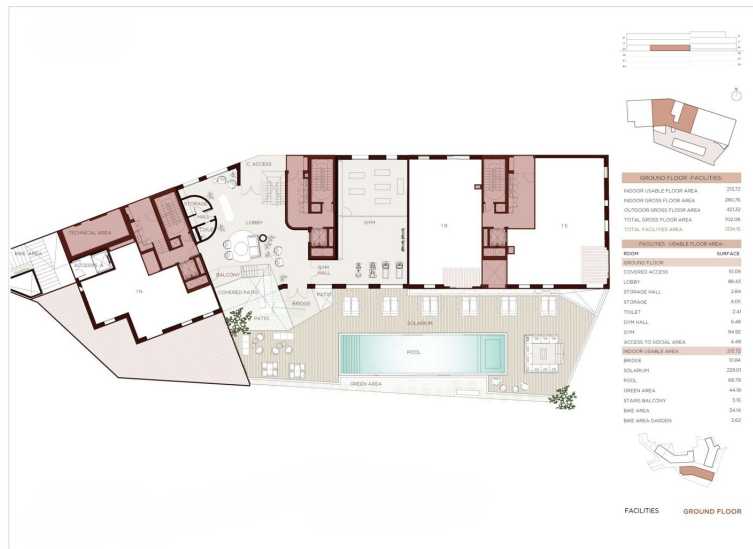 N
C. ACCESS
STORAGE
HALL
TOILET
LOBBY
GYM
1.R
1.S
TECHNICAL AREA
BIKE AREA
1.N
BALCONY
COVERED PATIO
GYM
HALL
PATIO
BRIDGE
PATIO
SOLARIUM
POOL
GREEN AREA
GROUND FLOOR -FACILITIES-
INDOOR USABLE FLOOR AREA 213,72
INDOOR GROSS FLOOR AREA 280,76
OUTDOOR GROSS FLOOR AREA 421,32
TOTAL GROSS FLOOR AREA 702,08
TOTAL FACILITIES AREA
FACILITIES -USABLE FLOOR AREA-
ROOM SURFACE
GROUND FLOOR
COVERED ACCESS 10.09
LOBBY 88.43
STORAGE HALL 2.84
STORAGE 4.05
TOILET 2.41
GYM HALL 6.48
GYM 94.92
ACCESS TO SOCIAL AREA 4.49
INDOOR USABLE AREA 213,72
BRIDGE 10.84
SOLARIUM 228.01
POOL 68.78
GREEN AREA 44.19
STAIRS BALCONY 5.16
BIKE AREA 34.14
BIKE AREA GARDEN 2.62
FACILITIES GROUND FLOOR